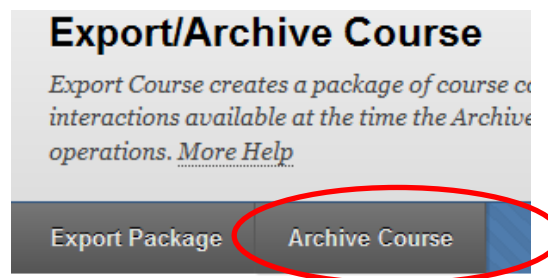 Export/Archive Course
Export Course creates a package of course
interactions available at the time the Archive
operations. More Help
Export Package Archive Course